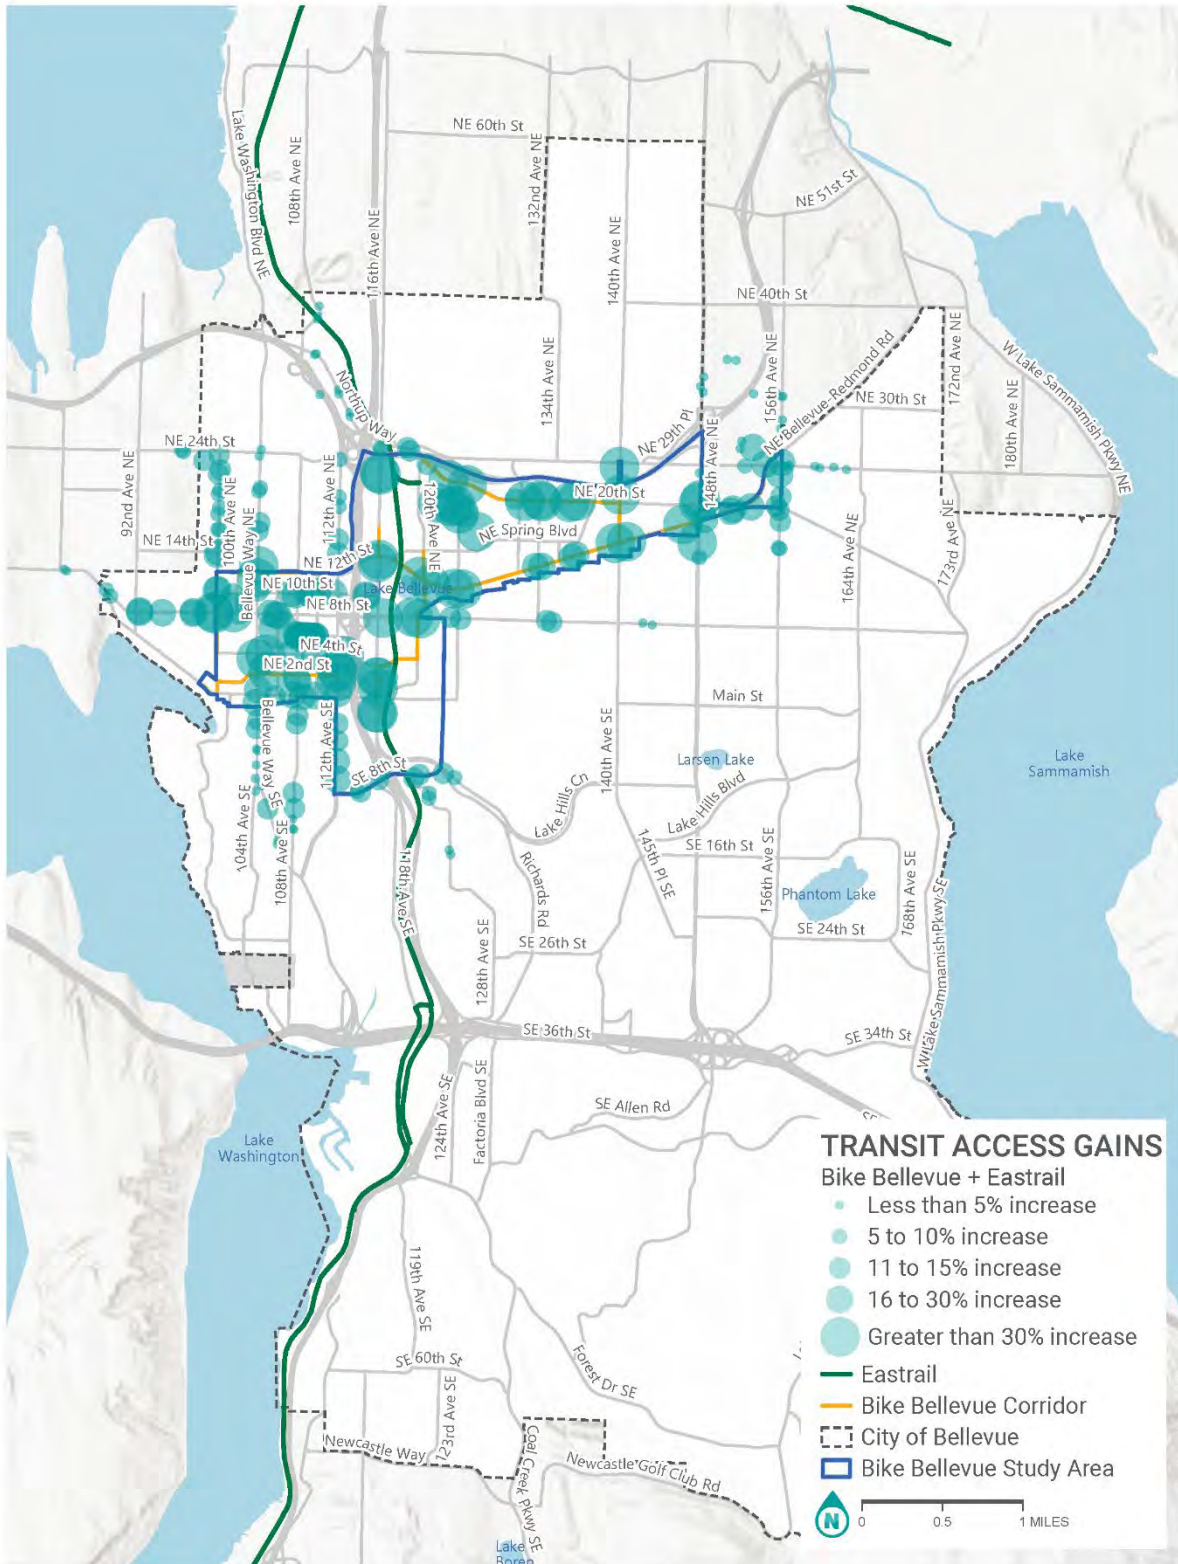 NE 60th St
132nd Ave NE
108th Ave NE
Lake Washington Blvd NE
116th Ave NE
140th Ave NE
NE 51st St
NE 40th St
156th Ave NE
NE Bellevue-Redmond Rd
172nd Ave NE
W Lake Sammamish Pkwy NE
134th Ave NE
Northup Way
NE 30th St
180th Ave NE
NE 29th Pl
NE 24th St
148th Ave NE
92nd Ave NE
100th Ave NE
112th Ave NE
120th Ave NE
NE 20th St
NE Spring Blvd
NE 14th St
Bellevue Way NE
NE 12th St
164th Ave NE
173rd Ave NE
NE 10th St
Lake Bellevue
NE 8th St
NE 4th St
NE 2nd St
Main St
Bellevue Way SE
112th Ave SE
140th Ave SE
Larsen Lake
Lake
Sammamish
SE 8th St
Lake Hills Cn
Lake Hills Blvd
104th Ave SE
108th Ave SE
145th Pl SE
SE 16th St
156th Ave SE
Richards Rd
118th Ave SE
Phantom Lake
168th Ave SE
SE 24th St
W Lake Sammamish Pkwy SE
128th Ave SE
SE 26th St
SE 36th St
SE 34th St
124th Ave SE
Factoria Blvd SE
SE Allen Rd
SE
Lake
Washington
TRANSIT ACCESS GAINS
Bike Bellevue + Eastrail
Less than 5% increase
5 to 10% increase
11 to 15% increase
16 to 30% increase
Greater than 30% increase
Eastrail
Bike Bellevue Corridor
City of Bellevue
Bike Bellevue Study Area
N
0 0.5 1 MILES
119th Ave SE
SE 60th St
Forest Dr SE
123rd Ave SE
Newcastle Way
Coal Creek Pkwy SE
Newcastle Golf Club Rd
Lake
Boren